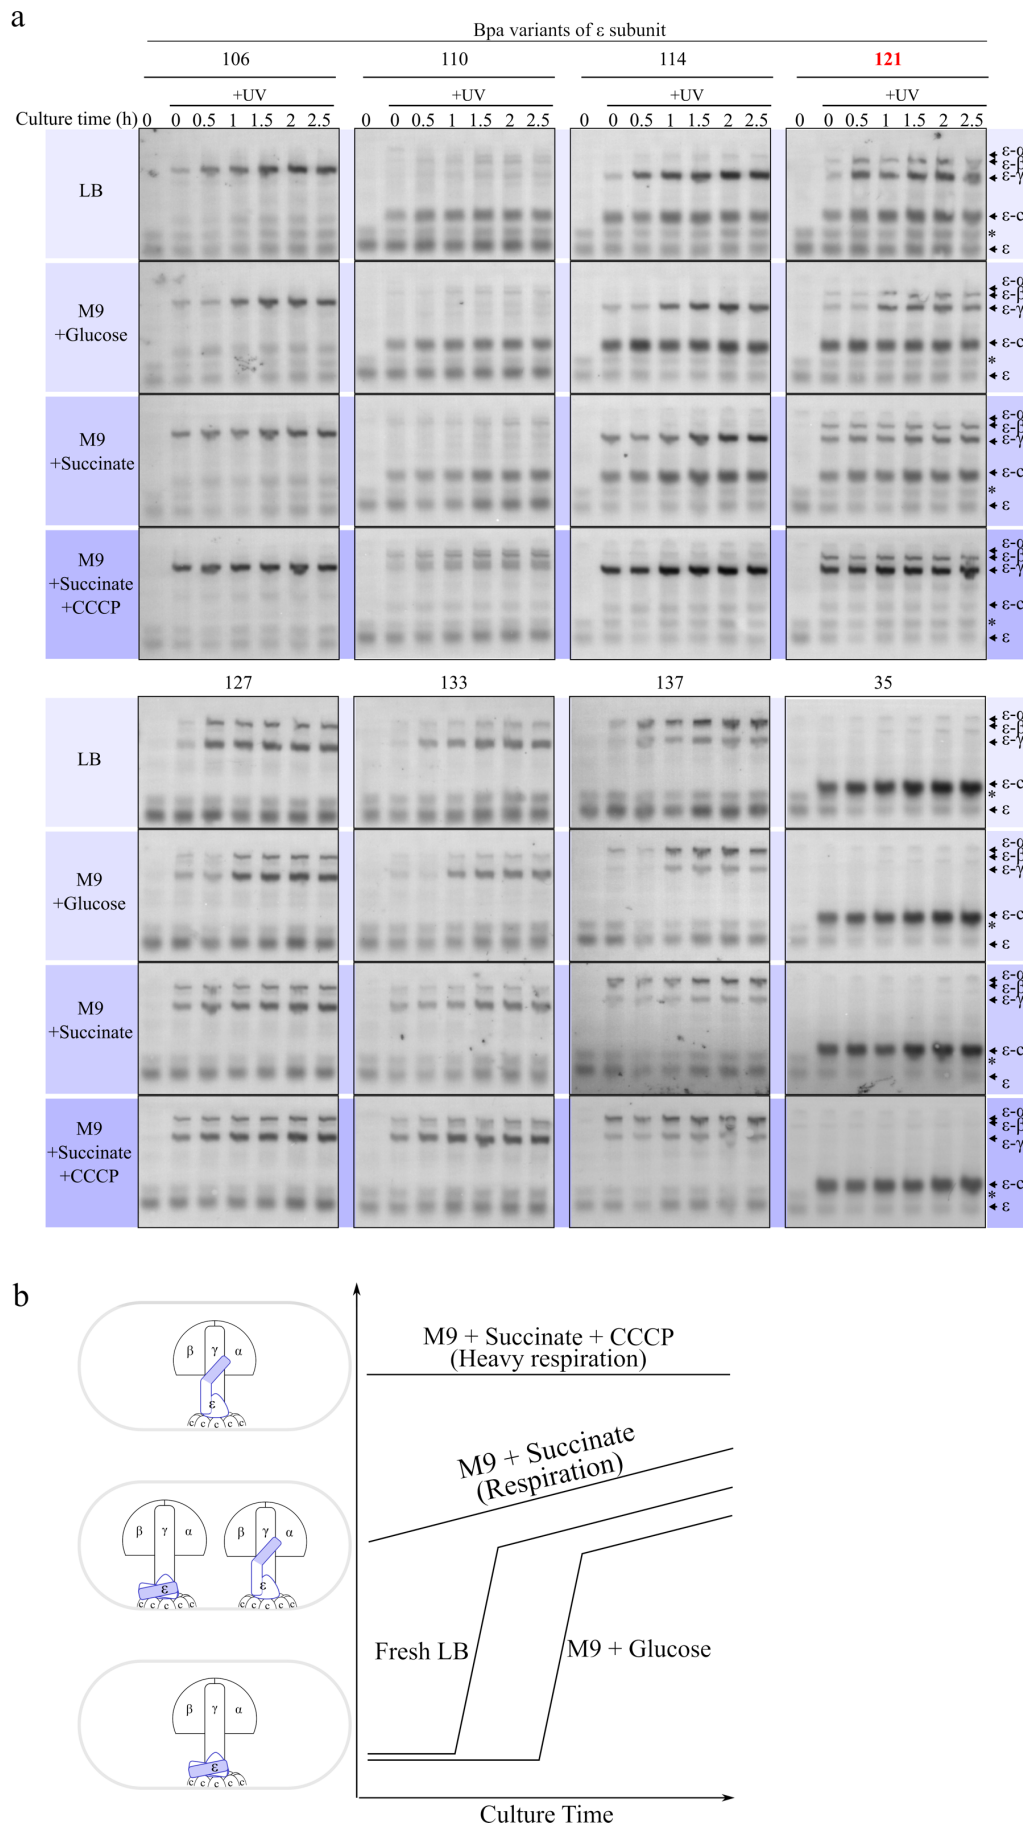 a
Bpa variants of ε subunit
106 110 114 121
+UV +UV +UV +UV
Culture time (h) 0 0 0.5 1 1.5 2 2.5 0 0 0.5 1 1.5 2 2.5 0 0 0.5 1 1.5 2 2.5 0 0 0.5 1 1.5 2 2.5
LB
ε-α
ε-β
ε-γ
ε-c
*
ε
M9
+Glucose
ε-α
ε-β
ε-γ
ε-c
*
ε
M9
+Succinate
ε-α
ε-β
ε-γ
ε-c
*
ε
M9
+Succinate
+CCCP
ε-α
ε-β
ε-γ
ε-c
*
ε
127 133 137 35
LB
ε-α
ε-β
ε-γ
ε-c
*
ε
M9
+Glucose
ε-α
ε-β
ε-γ
ε-c
*
ε
M9
+Succinate
ε-α
ε-β
ε-γ
ε-c
*
ε
M9
+Succinate
+CCCP
ε-α
ε-β
ε-γ
ε-c
*
ε
b
β γ α
ε
c c c c c
β γ α β γ α
ε ε
c c c c c c c c c c
β γ α
ε
c c c c c
M9 + Succinate + CCCP
(Heavy respiration)
M9 + Succinate
(Respiration)
Fresh LB
M9 + Glucose
Culture Time